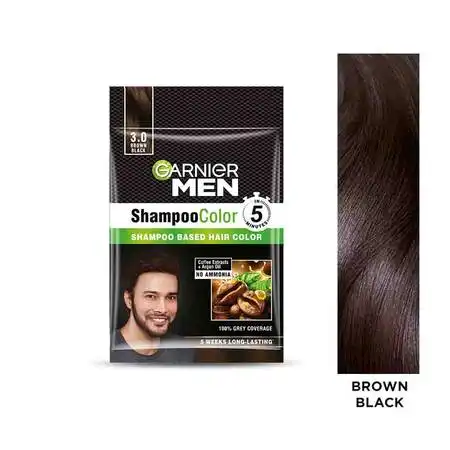 3.0
BROWN
BLACK
GARNIER
MEN
ShampooColor
IN
5
MINUTES
SHAMPOO BASED HAIR COLOR
Coffee Extracts
+ Argan Oil
NO AMMONIA
100% GREY COVERAGE
5 WEEKS LONG-LASTING*
BROWN
BLACK